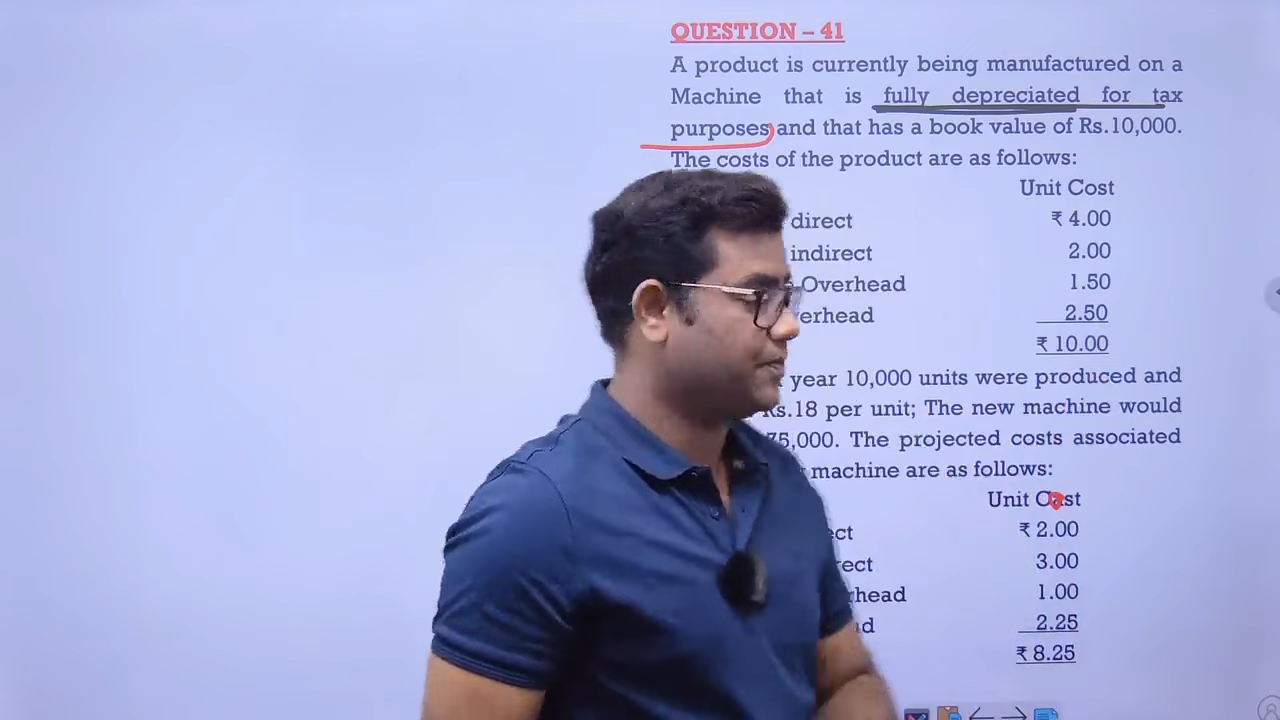 QUESTION – 41
A product is currently being manufactured on a
Machine that is fully depreciated for tax
purposes and that has a book value of Rs.10,000.
The costs of the product are as follows:
Unit Cost
direct ₹ 4.00
indirect 2.00
Overhead 1.50
2.50
₹ 10.00
year 10,000 units were produced and
Rs.18 per unit; The new machine would
75,000. The projected costs associated
machine are as follows:
Unit Cost
₹ 2.00
3.00
1.00
2.25
₹ 8.25